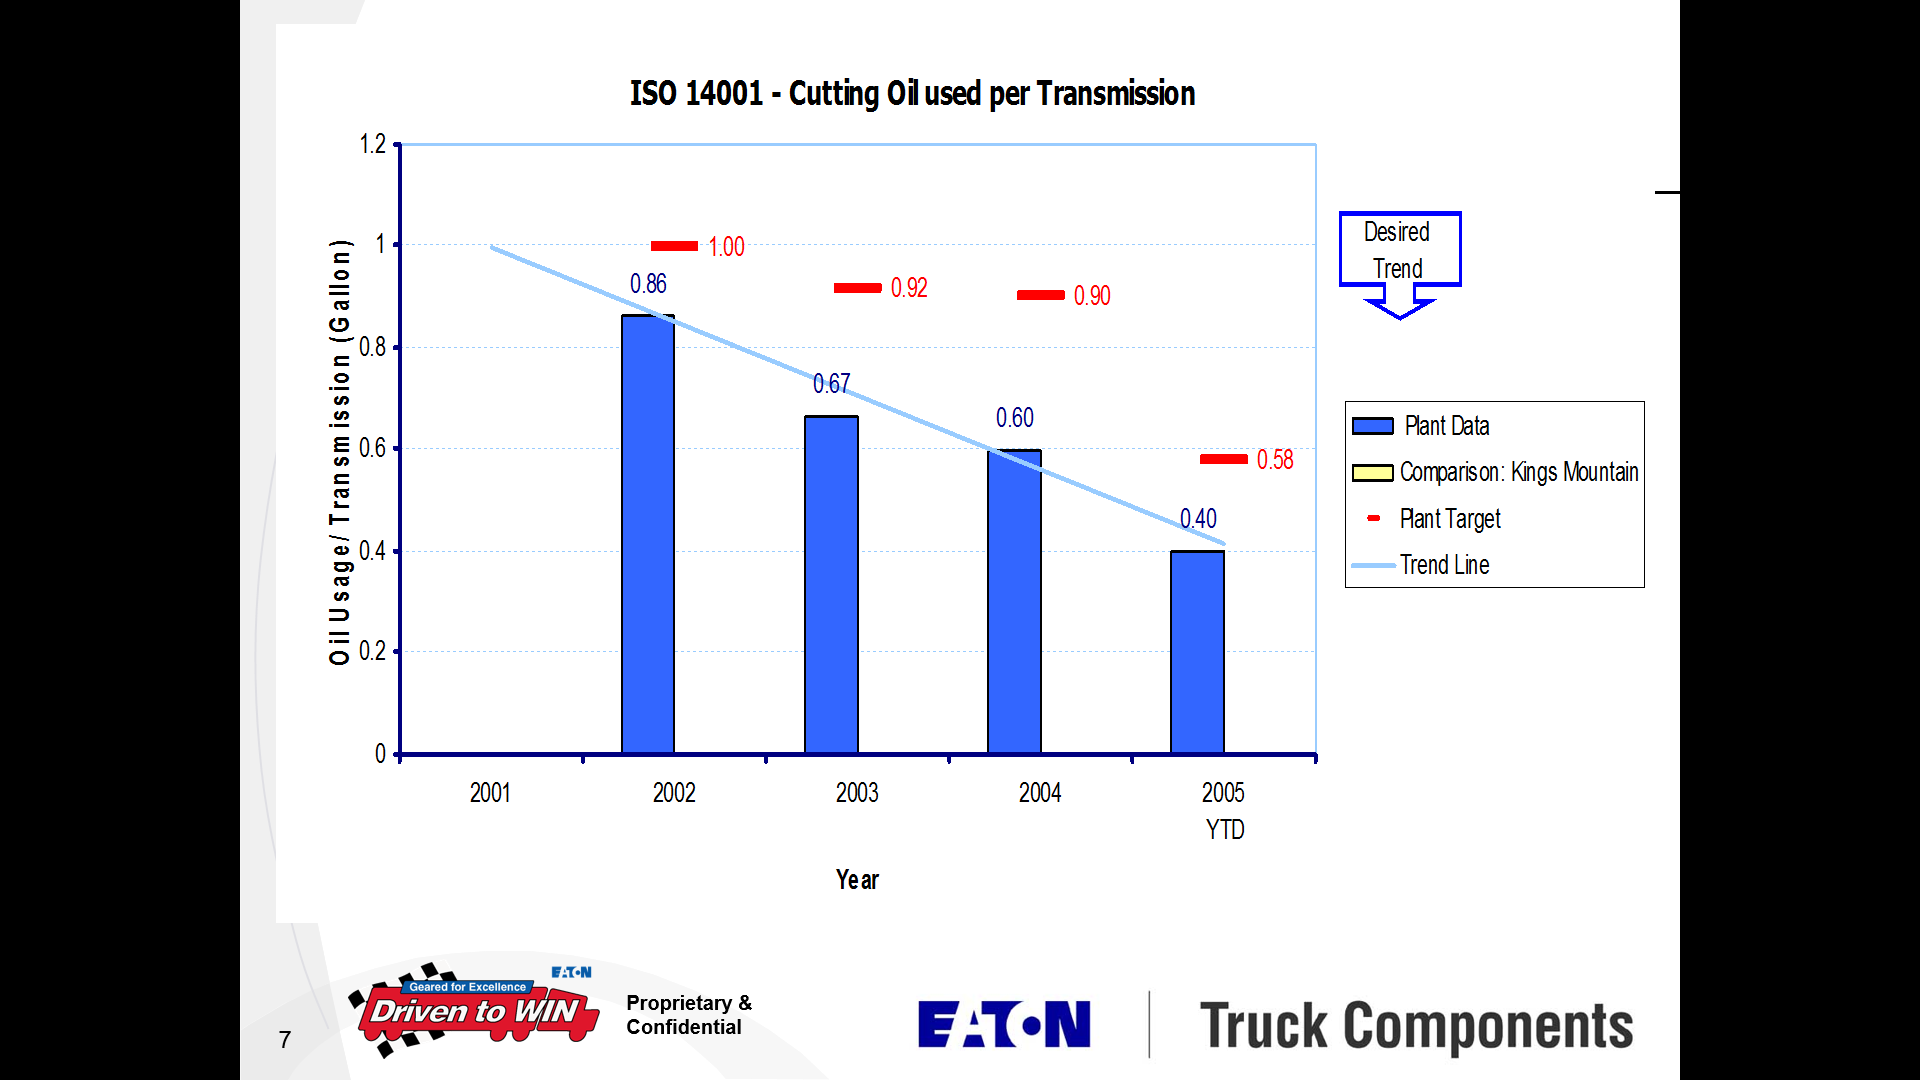 ISO 14001 - Cutting Oil used per Transmission
1.2
1
0.8
0.6
0.4
0.2
0
Oil Usage/ Transmission (Gallon)
1.00
0.86
0.92
0.67
0.90
0.60
0.58
0.40
2001
2002
2003
2004
2005
YTD
Year
Desired
Trend
Plant Data
Comparison: Kings Mountain
Plant Target
Trend Line
7
EATON
Geared for Excellence
Driven to WIN
Proprietary &
Confidential
EATON
Truck Components